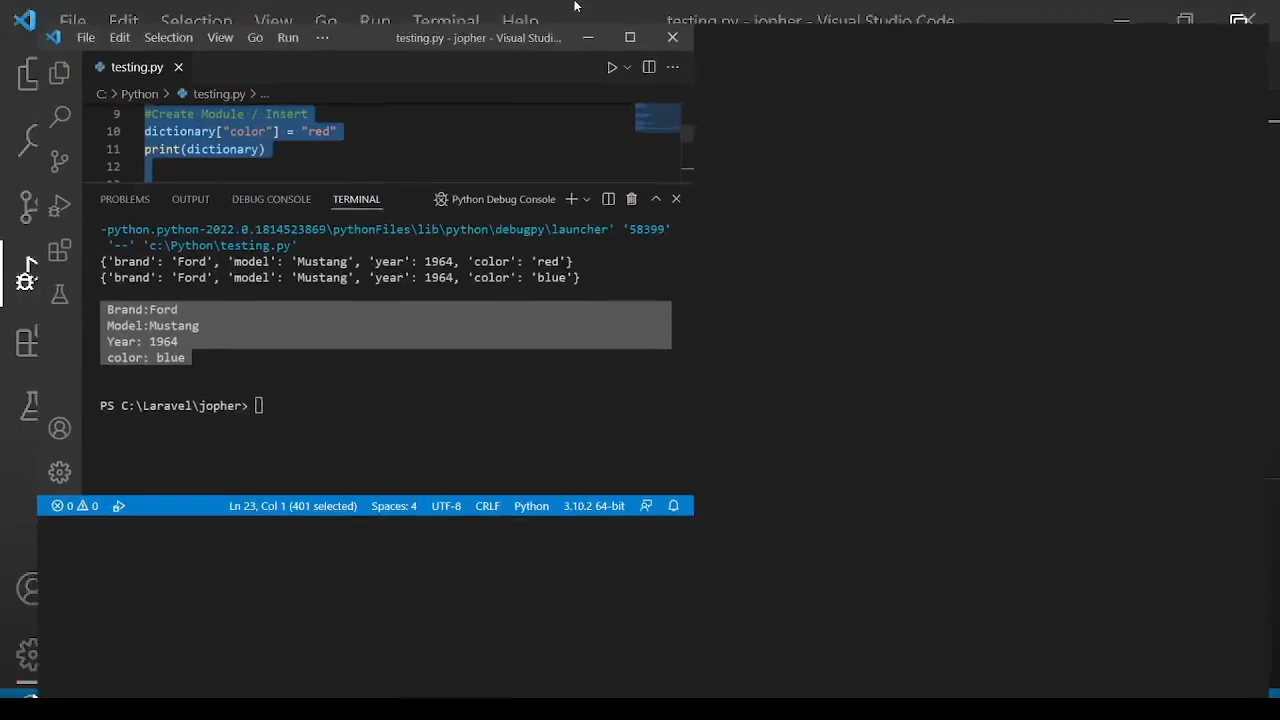 File Edit Selection View Go Run Terminal Help testing.py - jopher - Visual Studio Code
File Edit Selection View Go Run ··· testing.py - jopher - Visual Studi...
testing.py
C: > Python > testing.py > ...
9 #Create Module / Insert
10 dictionary["color"] = "red"
11 print(dictionary)
12
PROBLEMS OUTPUT DEBUG CONSOLE TERMINAL Python Debug Console
-python.python-2022.0.1814523869\pythonFiles\lib\python\debugpy\launcher' '58399'
'--' 'c:\Python\testing.py'
{'brand': 'Ford', 'model': 'Mustang', 'year': 1964, 'color': 'red'}
{'brand': 'Ford', 'model': 'Mustang', 'year': 1964, 'color': 'blue'}
Brand:Ford
Model:Mustang
Year: 1964
color: blue
PS C:\Laravel\jopher>
0 0 Ln 23, Col 1 (401 selected) Spaces: 4 UTF-8 CRLF Python 3.10.2 64-bit